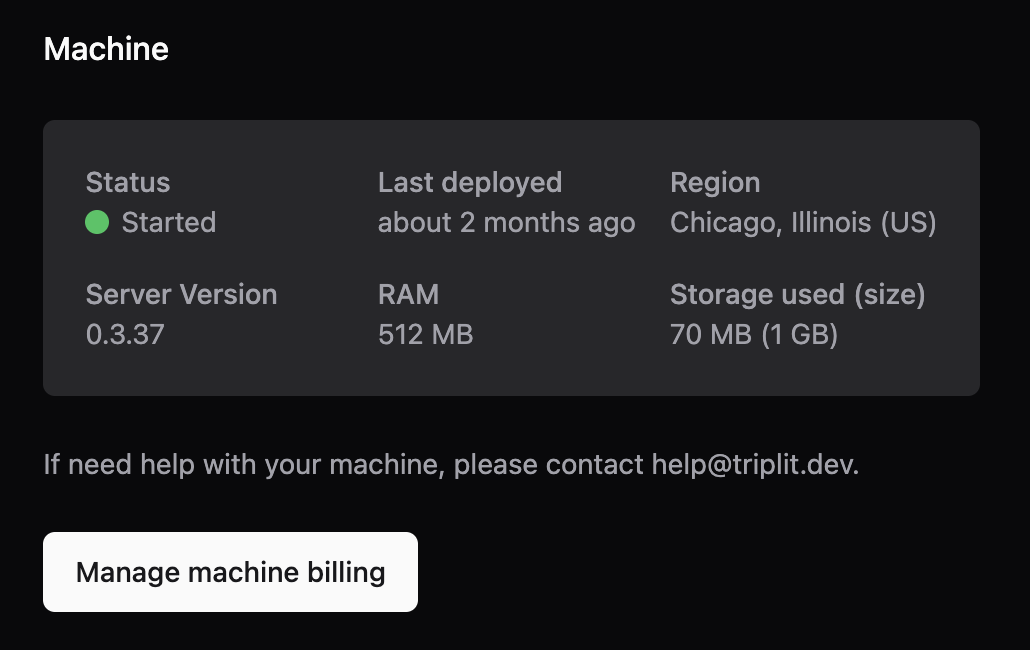 Machine
Status
Started
Last deployed
about 2 months ago
Region
Chicago, Illinois (US)
Server Version
0.3.37
RAM
512 MB
Storage used (size)
70 MB (1 GB)
If need help with your machine, please contact help@triplit.dev.
Manage machine billing